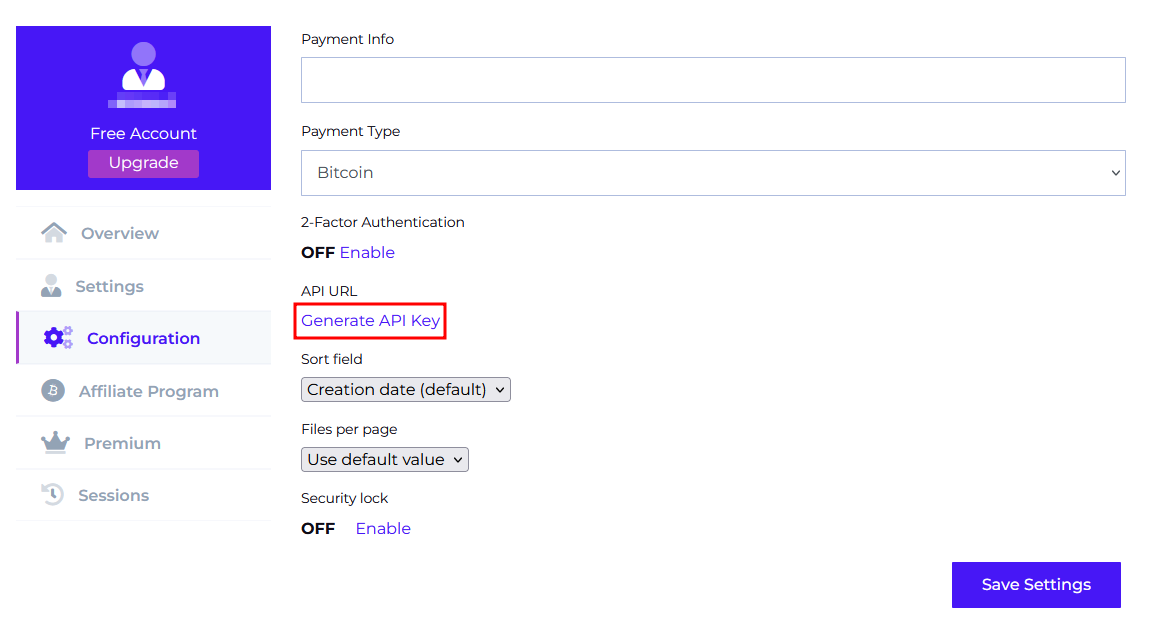 Free Account
Upgrade
Overview
Settings
Configuration
Affiliate Program
Premium
Sessions
Payment Info
Payment Type
Bitcoin
2-Factor Authentication
OFF Enable
API URL
Generate API Key
Sort field
Creation date (default)
Files per page
Use default value
Security lock
OFF Enable
Save Settings